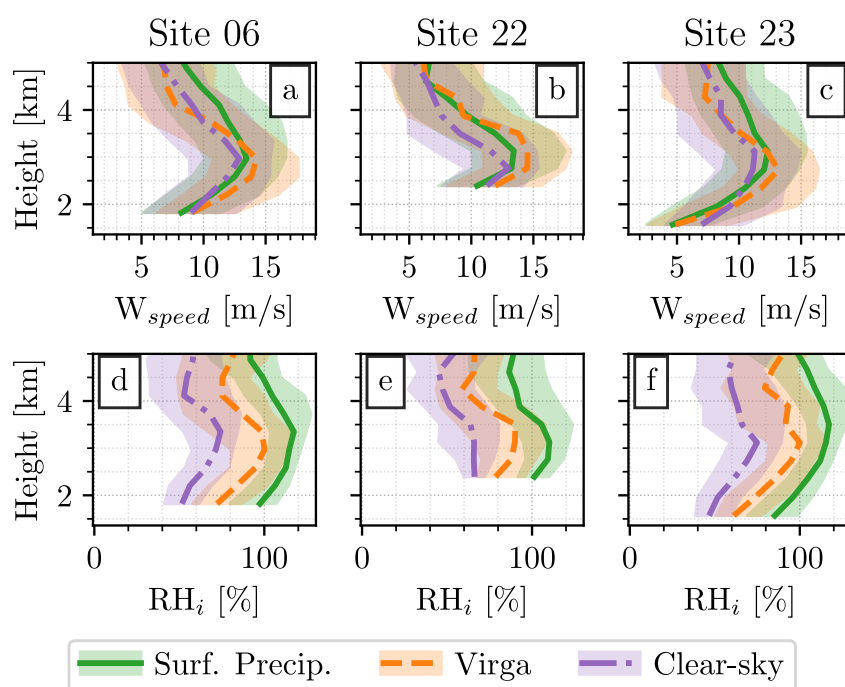 Site 06 Site 22 Site 23
Height [km]
4
2
a
b
c
5 10 15
5 10 15
5 10 15
W_speed [m/s] W_speed [m/s] W_speed [m/s]
Height [km]
4
2
d
e
f
0 100
0 100
0 100
RH_i [%] RH_i [%] RH_i [%]
Surf. Precip. Virga Clear-sky